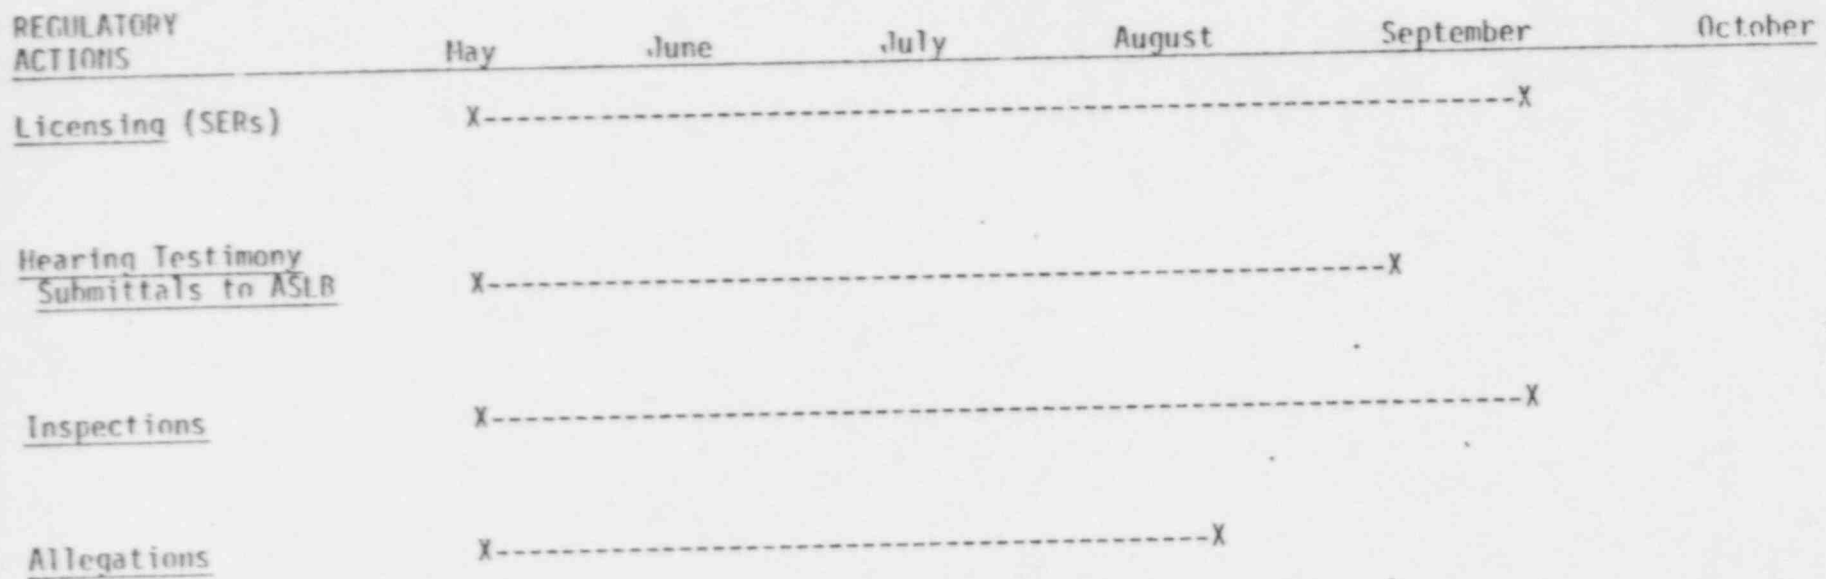 REGULATORY
ACTIONS May June July August September October
Licensing (SERs) X-----------------------------------------------------------------------X
Hearing Testimony
Submittals to ASLB X--------------------------------------------------------------X
Inspections X-----------------------------------------------------------------------X
Allegations X-------------------------------------------------X